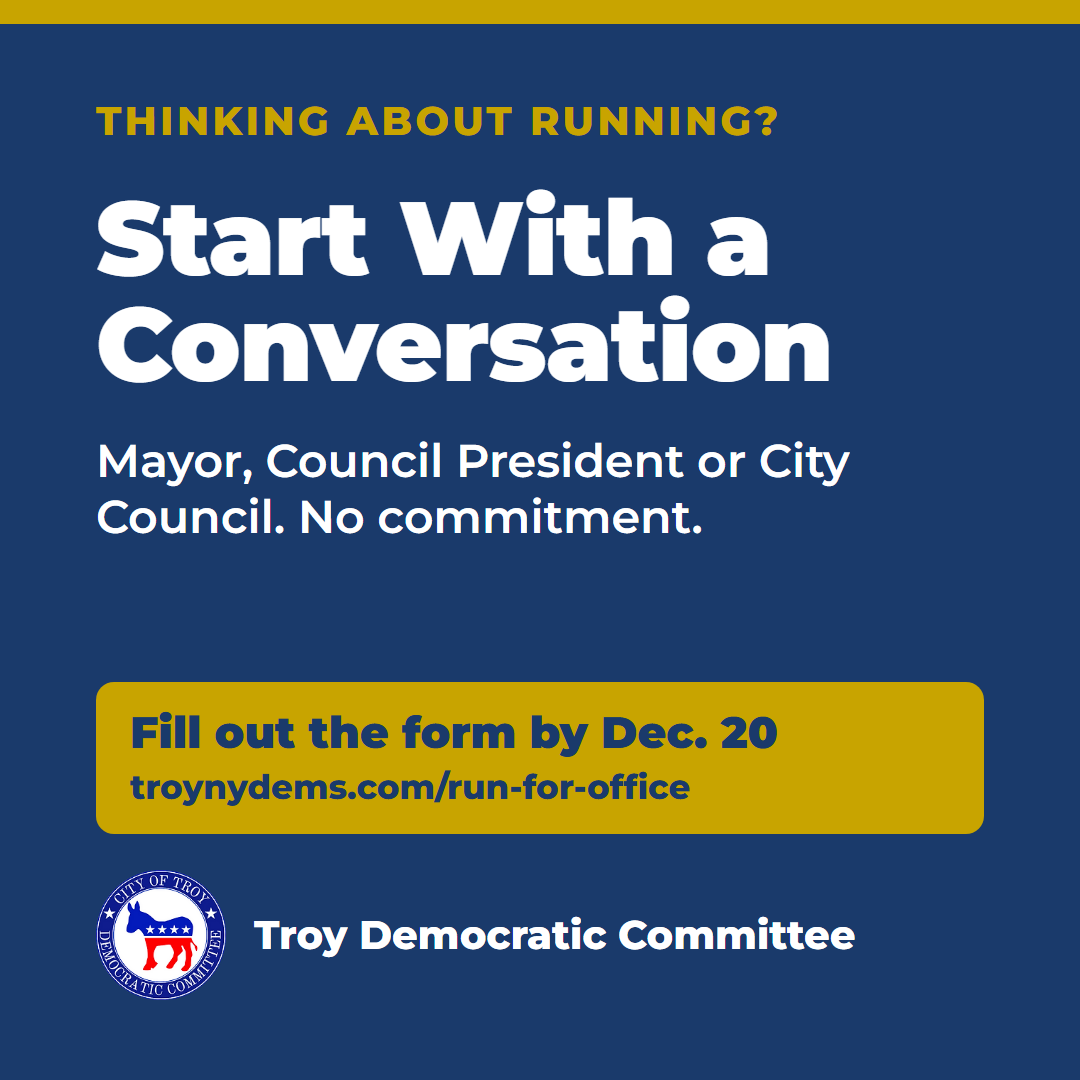 THINKING ABOUT RUNNING?
Start With a
Conversation
Mayor, Council President or City
Council. No commitment.
Fill out the form by Dec. 20
troynydems.com/run-for-office
CITY OF TROY
DEMOCRATIC COMMITTEE
Troy Democratic Committee